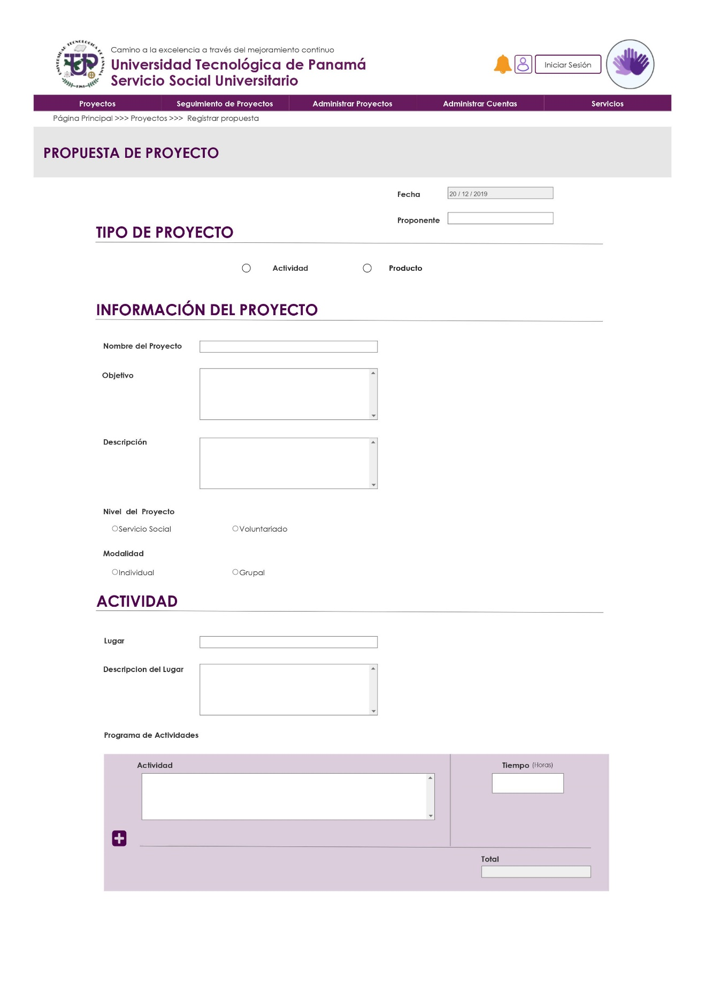 Camino a la excelencia a través del mejoramiento continuo
Universidad Tecnológica de Panamá
Servicio Social Universitario
Iniciar Sesión
Proyectos Seguimiento de Proyectos Administrar Proyectos Administrar Cuentas Servicios
Página Principal >>> Proyectos >>> Registrar propuesta
PROPUESTA DE PROYECTO
Fecha 20 / 12 / 2019
Proponente
TIPO DE PROYECTO
Actividad Producto
INFORMACIÓN DEL PROYECTO
Nombre del Proyecto
Objetivo
Descripción
Nivel del Proyecto
Servicio Social Voluntariado
Modalidad
Individual Grupal
ACTIVIDAD
Lugar
Descripcion del Lugar
Programa de Actividades
Actividad Tiempo (Horas)
Total